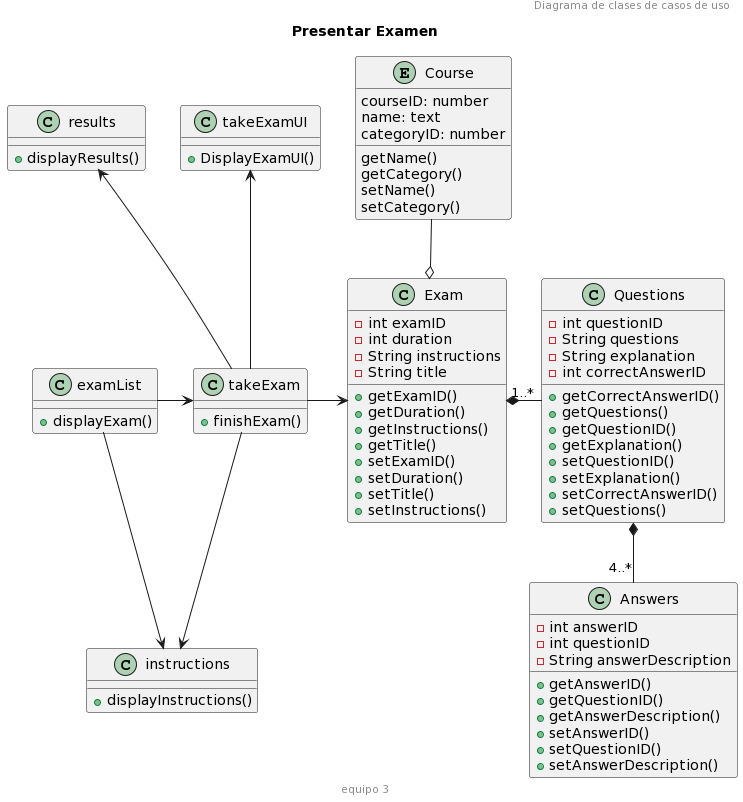 Diagrama de clases de casos de uso
Presentar Examen
E Course
courseID: number
name: text
categoryID: number
getName()
getCategory()
setName()
setCategory()
C results
displayResults()
C takeExamUI
DisplayExamUI()
C Exam
int examID
int duration
String instructions
String title
getExamID()
getDuration()
getInstructions()
getTitle()
setExamID()
setDuration()
setTitle()
setInstructions()
1..*
C Questions
int questionID
String questions
String explanation
int correctAnswerID
getCorrectAnswerID()
getQuestions()
getQuestionID()
getExplanation()
setQuestionID()
setExplanation()
setCorrectAnswerID()
setQuestions()
C examList
displayExam()
C takeExam
finishExam()
4..*
C Answers
int answerID
int questionID
String answerDescription
getAnswerID()
getQuestionID()
getAnswerDescription()
setAnswerID()
setQuestionID()
setAnswerDescription()
C instructions
displayInstructions()
equipo 3